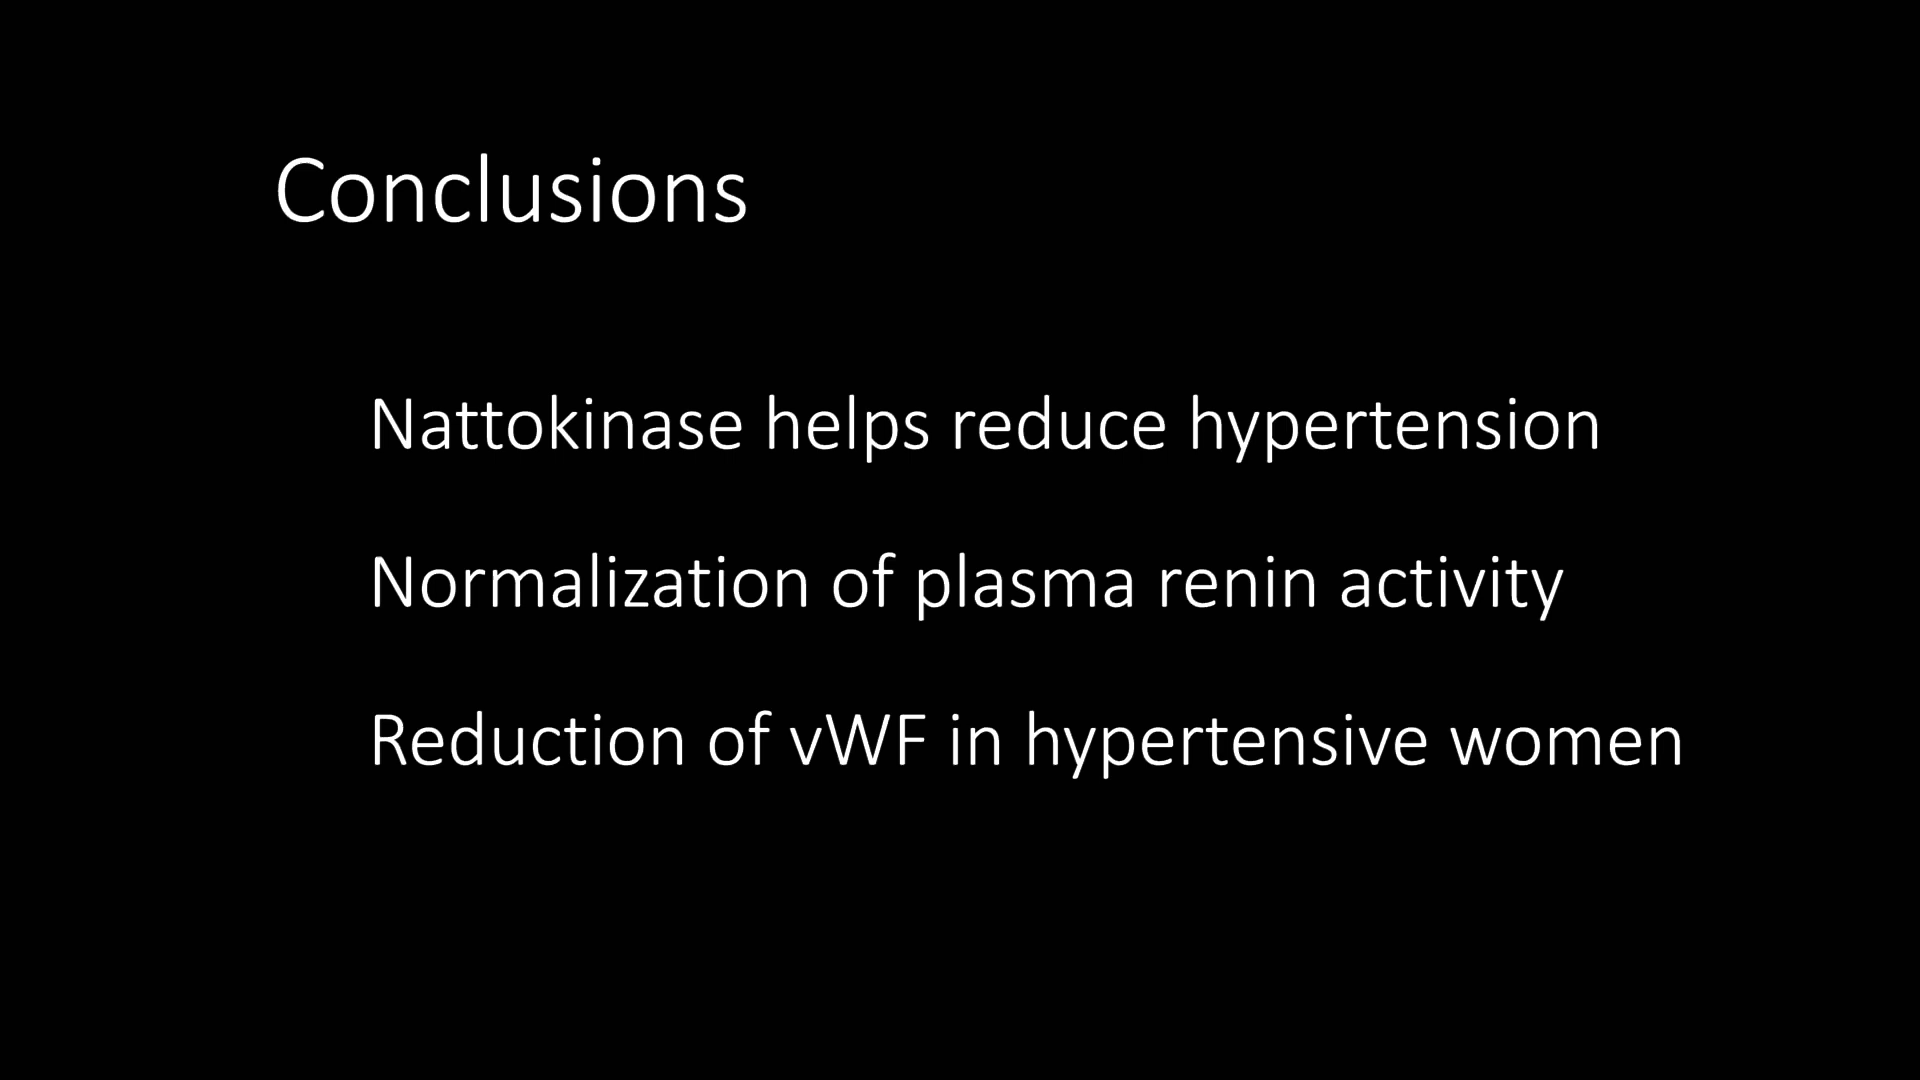 Conclusions
Nattokinase helps reduce hypertension
Normalization of plasma renin activity
Reduction of vWF in hypertensive women